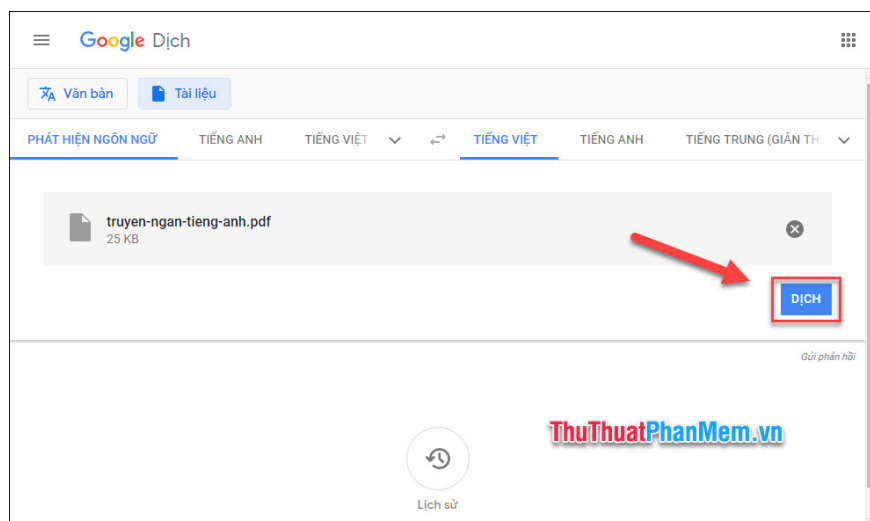 Google Dịch
Văn bản
Tài liệu
PHÁT HIỆN NGÔN NGỮ TIẾNG ANH TIẾNG VIỆT TIẾNG VIỆT TIẾNG ANH TIẾNG TRUNG (GIẢN TH
truyen-ngan-tieng-anh.pdf
25 KB
DỊCH
Gửi phản hồi
ThuThuatPhanMem.vn
Lịch sử